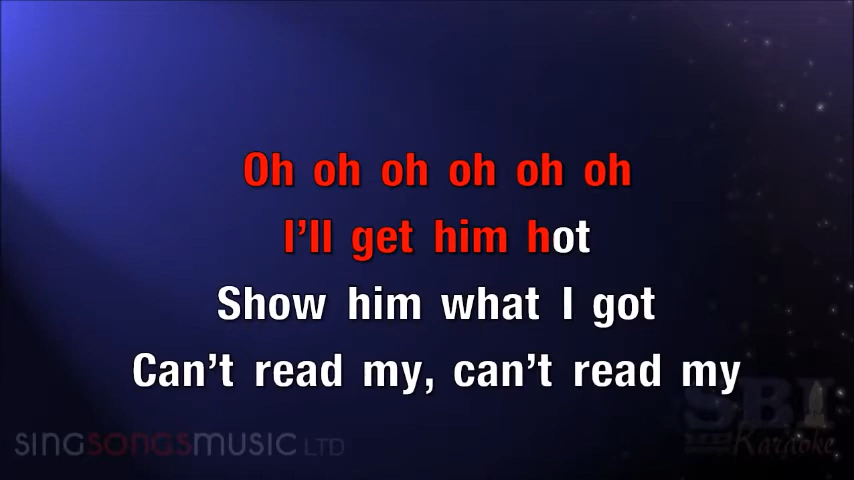 Oh oh oh oh oh oh
I'll get him hot
Show him what I got
Can't read my, can't read my
SINGSONGSMUSIC LTD
SBI
Karaoke